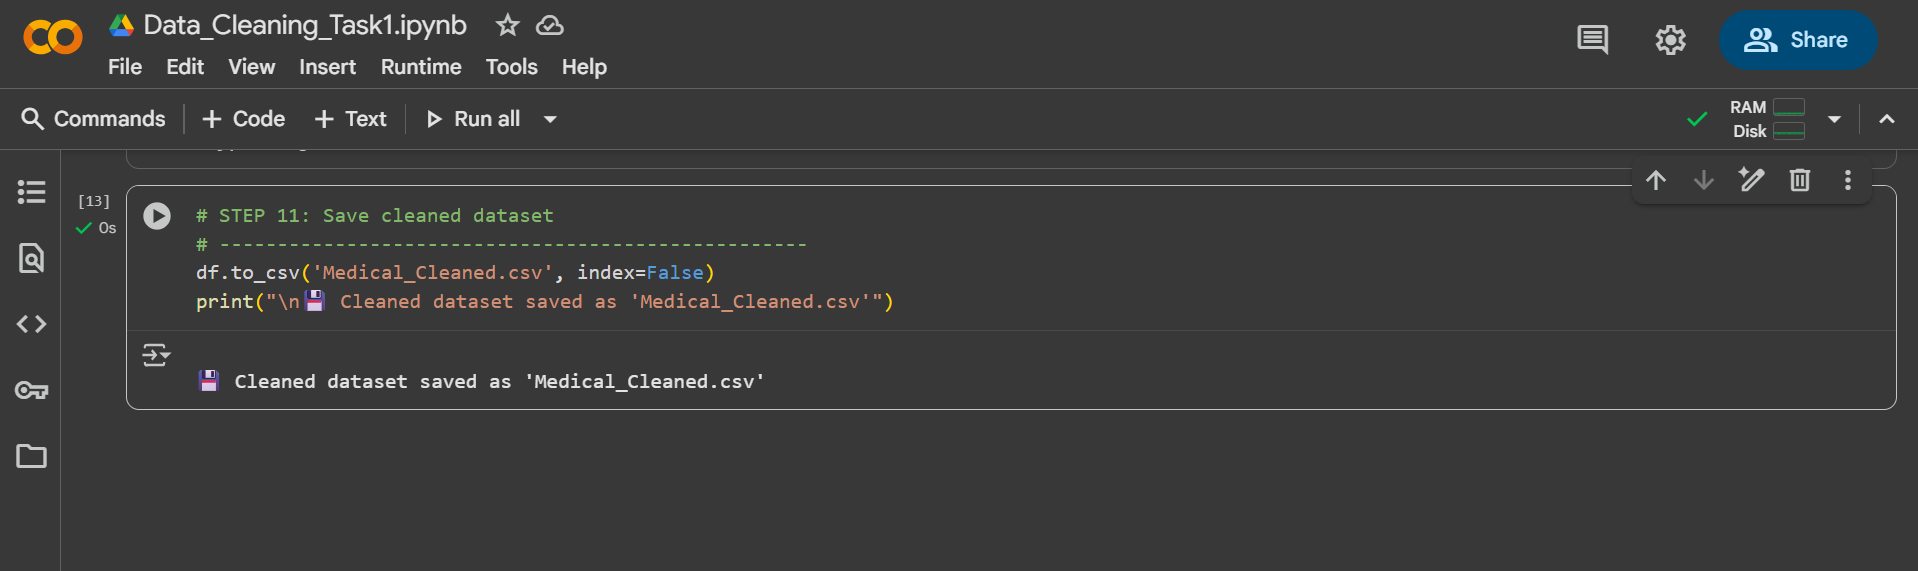 Data_Cleaning_Task1.ipynb
File Edit View Insert Runtime Tools Help
Share
Commands + Code + Text Run all
RAM
Disk
[13]
0s
# STEP 11: Save cleaned dataset
# ---------------------------------------------------
df.to_csv('Medical_Cleaned.csv', index=False)
print("\n💾 Cleaned dataset saved as 'Medical_Cleaned.csv'")
💾 Cleaned dataset saved as 'Medical_Cleaned.csv'